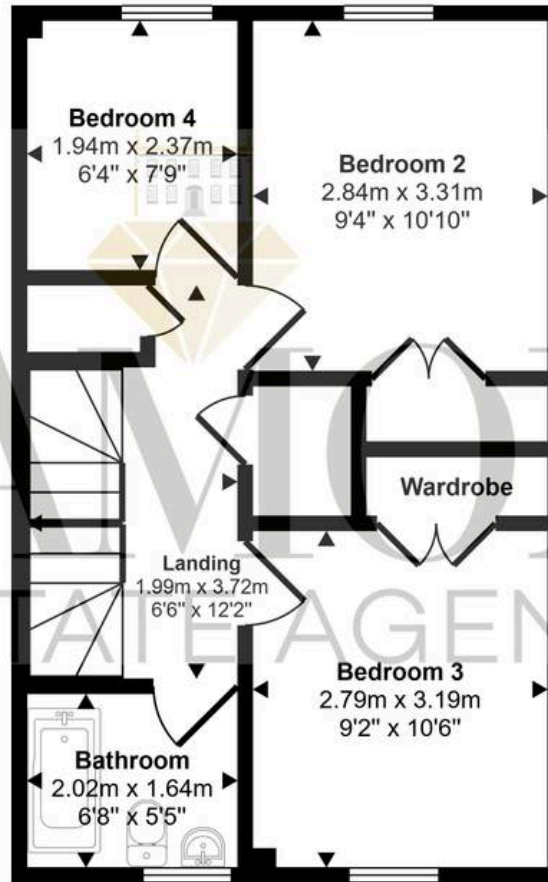 Bedroom 4
1.94m x 2.37m
6'4" x 7'9"
Bedroom 2
2.84m x 3.31m
9'4" x 10'10"
Wardrobe
Landing
1.99m x 3.72m
6'6" x 12'2"
Bedroom 3
2.79m x 3.19m
9'2" x 10'6"
Bathroom
2.02m x 1.64m
6'8" x 5'5"